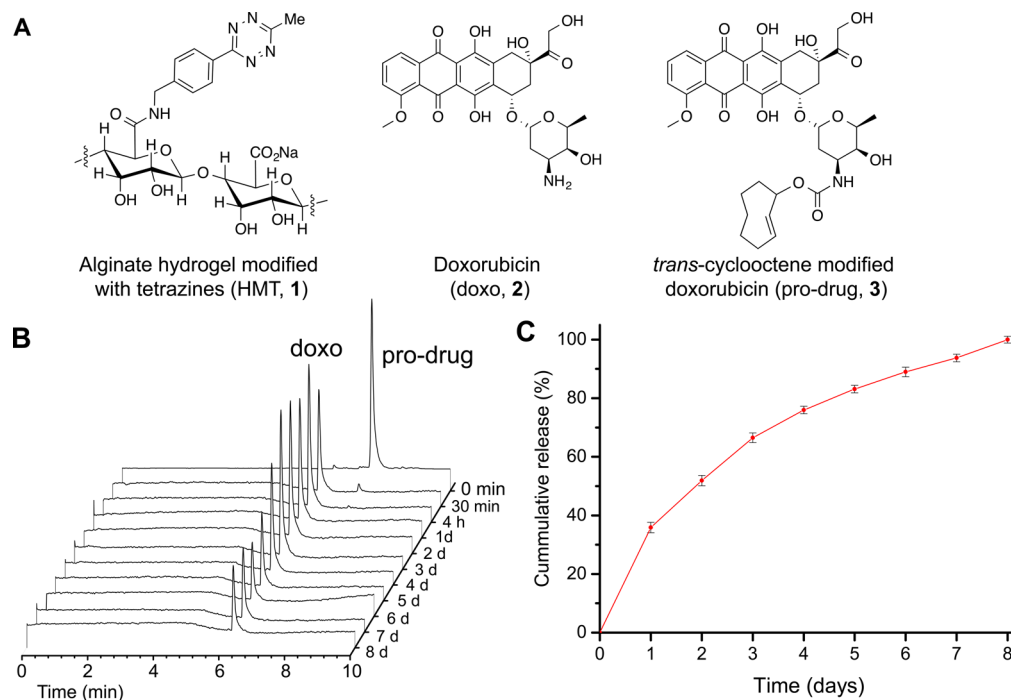 A
N
N
Me
N
N
NH
O
H
H
O
H
OH
OH
H
O
O
CO2Na
H
H
O
H
OH
OH
H
O
OH
O
OH
HO
O
O
O
OH
O
O
OH
NH2
O
OH
HO
OH
O
O
O
OH
O
O
OH
NH
O
O
Alginate hydrogel modified
with tetrazines (HMT, 1)
Doxorubicin
(doxo, 2)
trans-cyclooctene modified
doxorubicin (pro-drug, 3)
B
doxo
pro-drug
0 min
30 min
4 h
1d
2 d
3 d
4 d
5 d
6 d
7 d
8 d
0
2
4
6
8
10
Time (min)
C
Cummulative release (%)
100
80
60
40
20
0
0
1
2
3
4
5
6
7
8
Time (days)